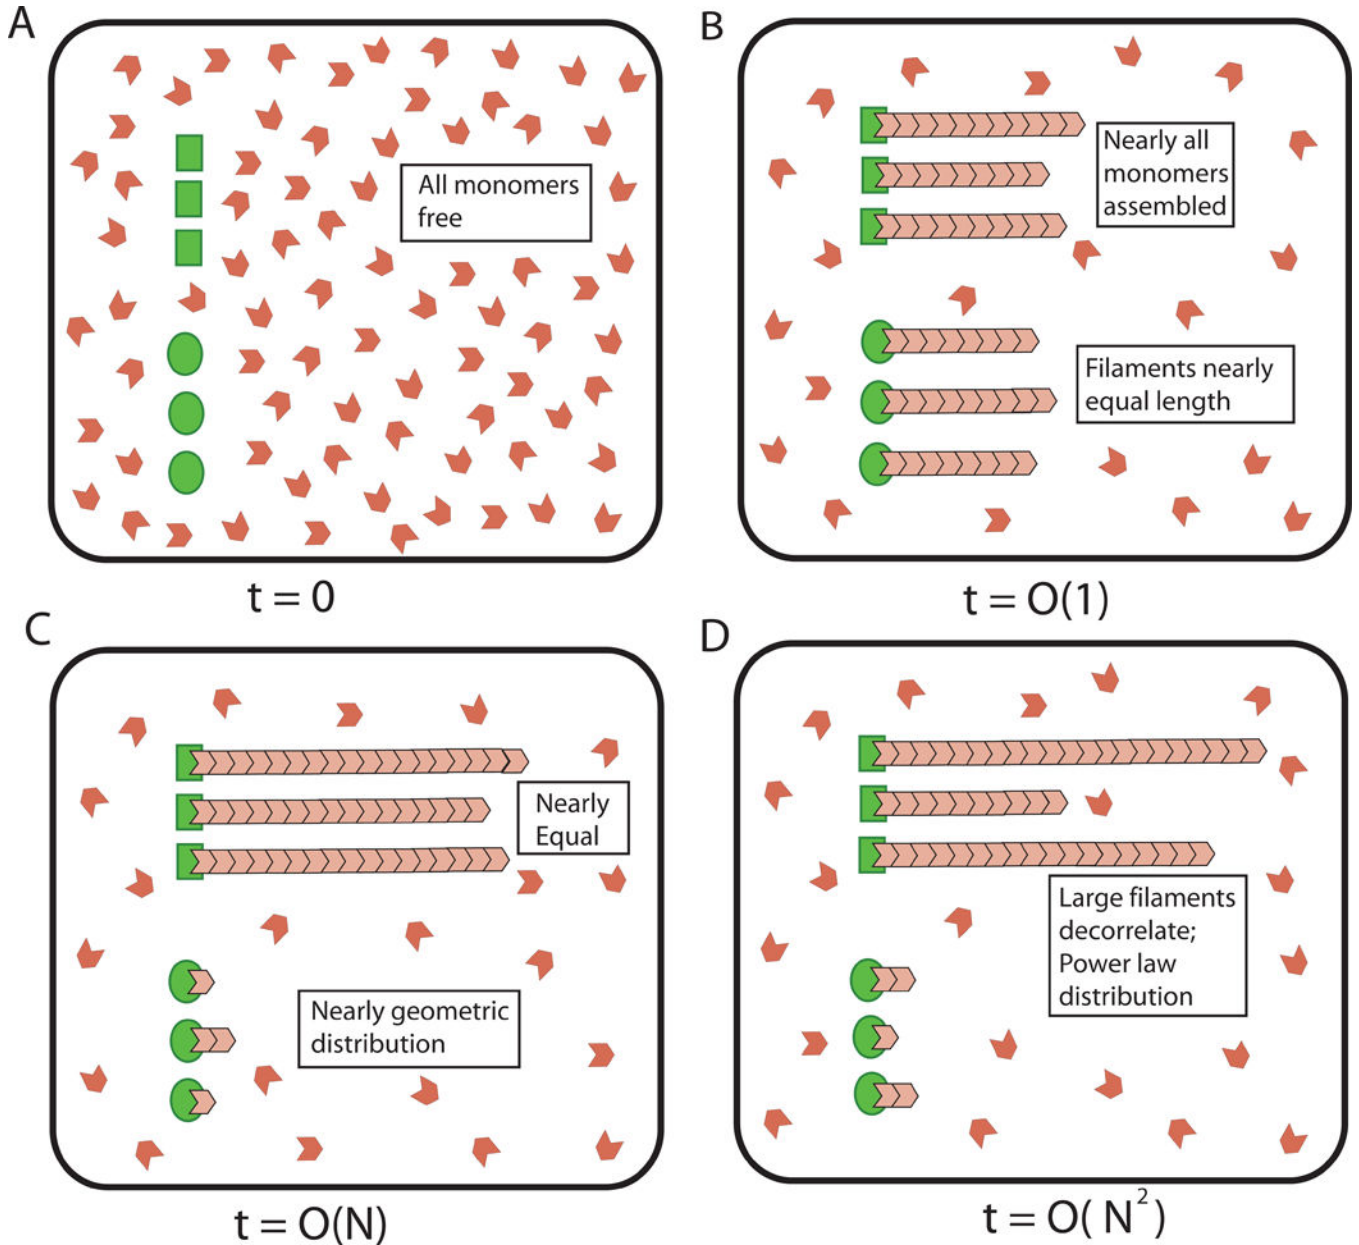 A
All monomers
free
t = 0
B
Nearly all
monomers
assembled
Filaments nearly
equal length
t = O(1)
C
Nearly
Equal
Nearly geometric
distribution
t = O(N)
D
Large filaments
decorrelate;
Power law
distribution
t = O( N²)